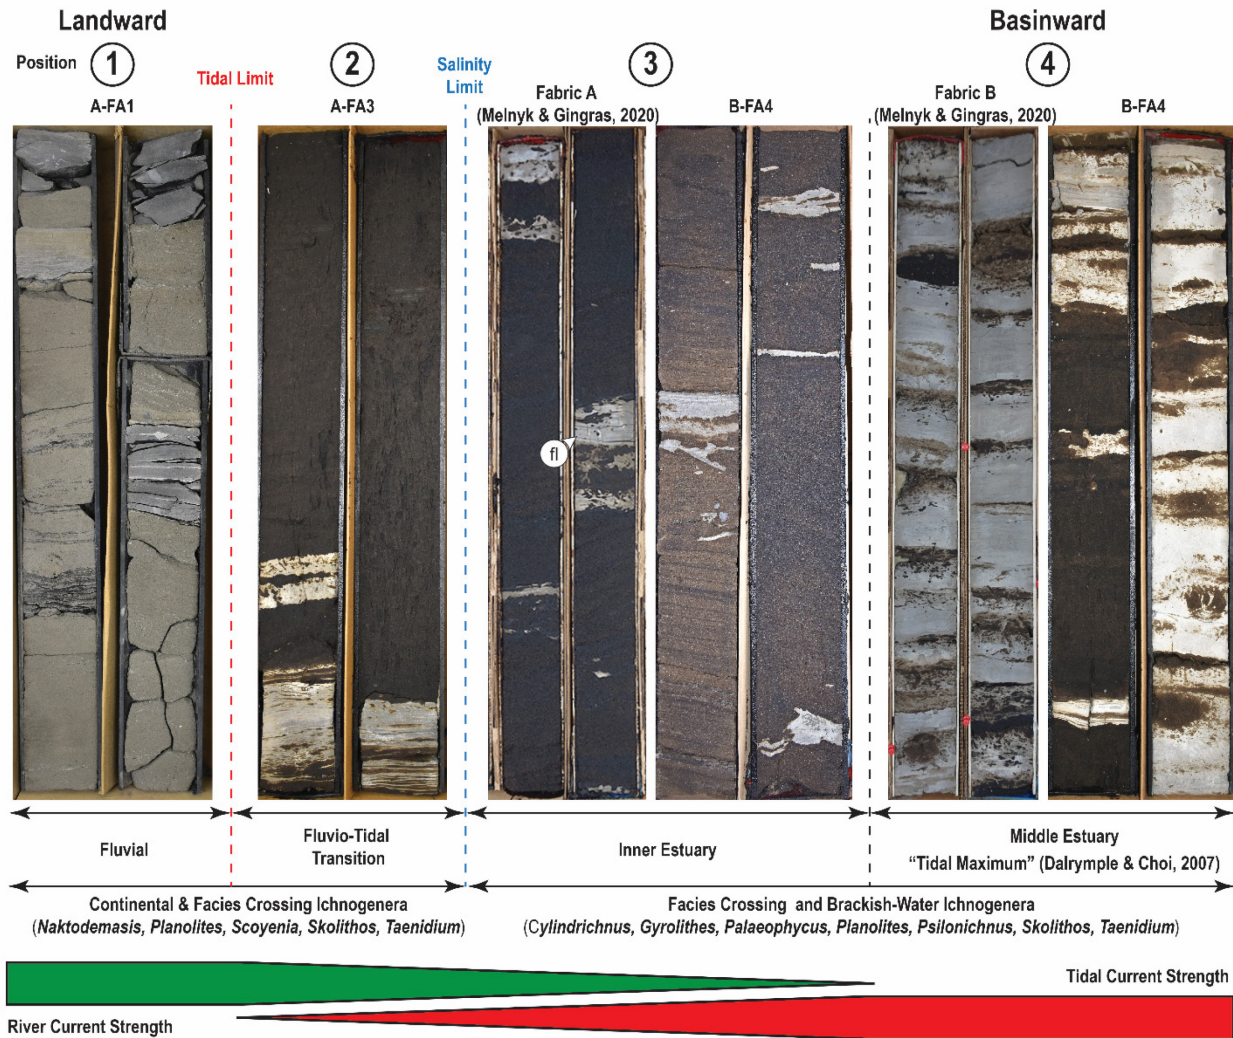 Landward
Basinward
Position
1
2
3
4
Tidal Limit
Salinity
Limit
A-FA1
A-FA3
Fabric A
(Melnyk & Gingras, 2020)
B-FA4
Fabric B
(Melnyk & Gingras, 2020)
B-FA4
fl
Fluvial
Fluvio-Tidal
Transition
Inner Estuary
Middle Estuary
“Tidal Maximum” (Dalrymple & Choi, 2007)
Continental & Facies Crossing Ichnogenera
(Naktodemasis, Planolites, Scoyenia, Skolithos, Taenidium)
Facies Crossing and Brackish-Water Ichnogenera
(Cylindrichnus, Gyrolithes, Palaeophycus, Planolites, Psilonichnus, Skolithos, Taenidium)
Tidal Current Strength
River Current Strength